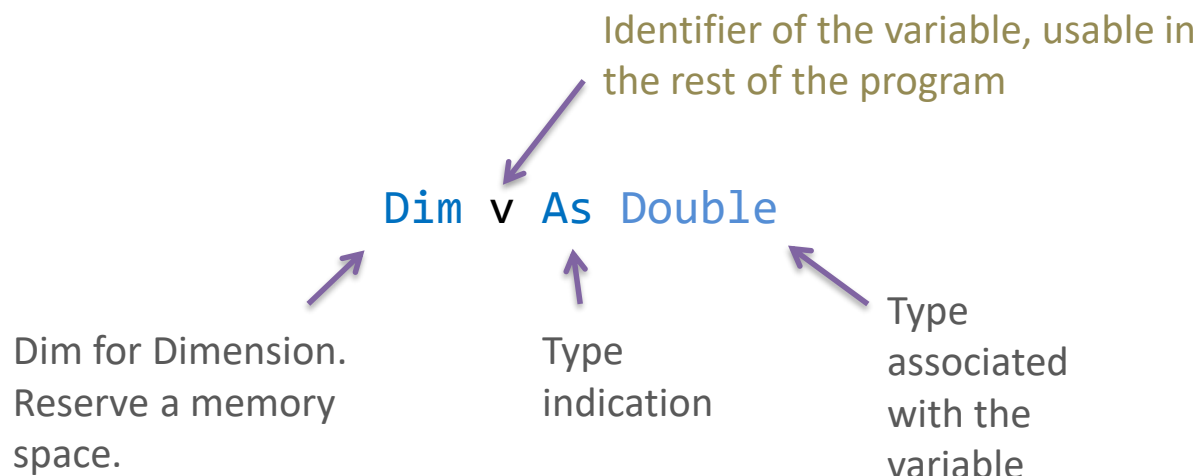 Identifier of the variable, usable in
the rest of the program
Dim v As Double
Dim for Dimension.
Reserve a memory
space.
Type
indication
Type
associated
with the
variable